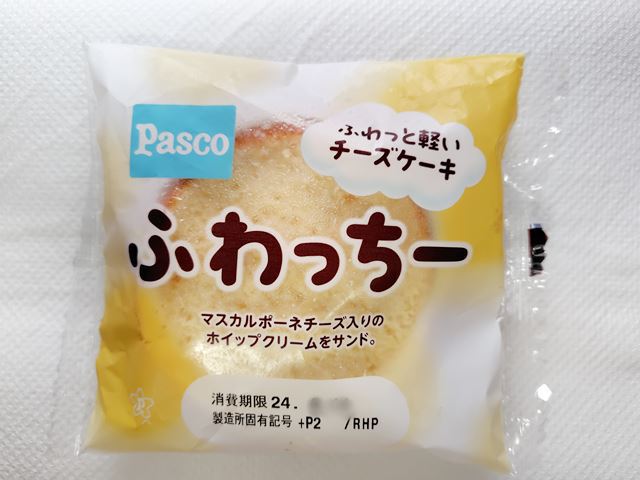 Pasco
ふわっと軽い
チーズケーキ
ふわっちー
マスカルポーネチーズ入りの
ホイップクリームをサンド。
消費期限 24.
製造所固有記号 +P2 /RHP